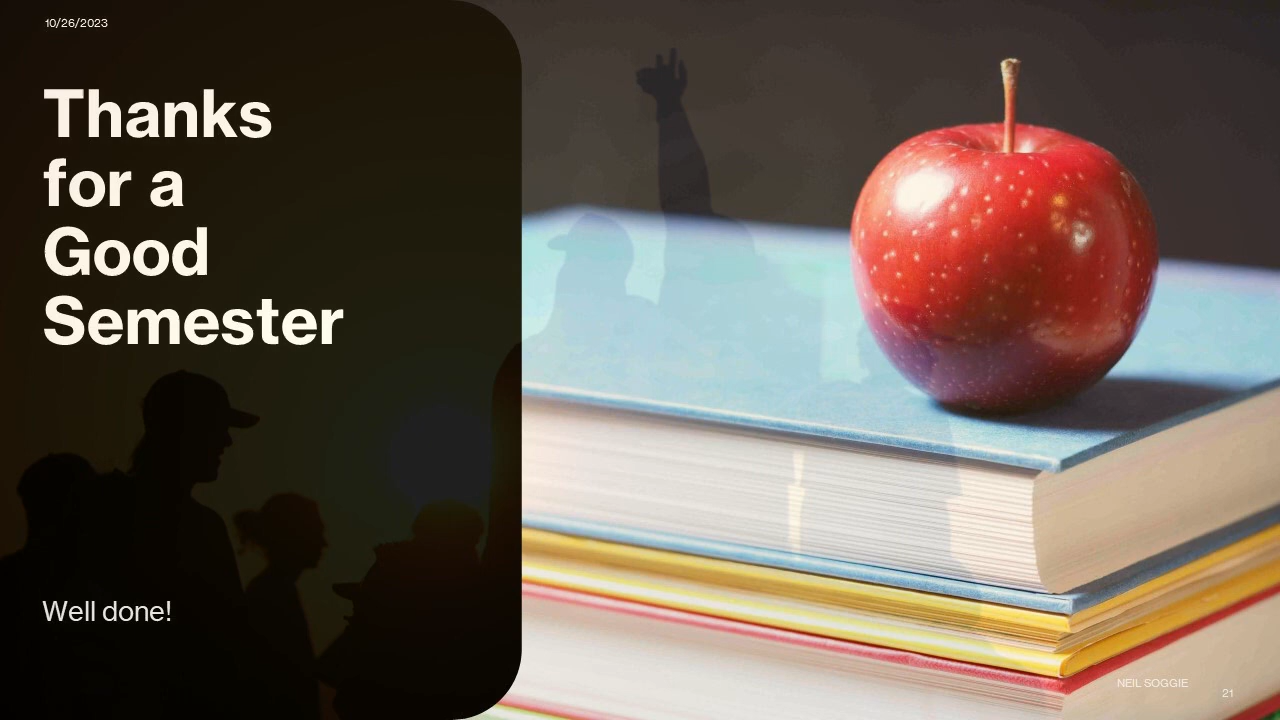 10/26/2023
Thanks
for a
Good
Semester
Well done!
NEIL SOGGIE
21